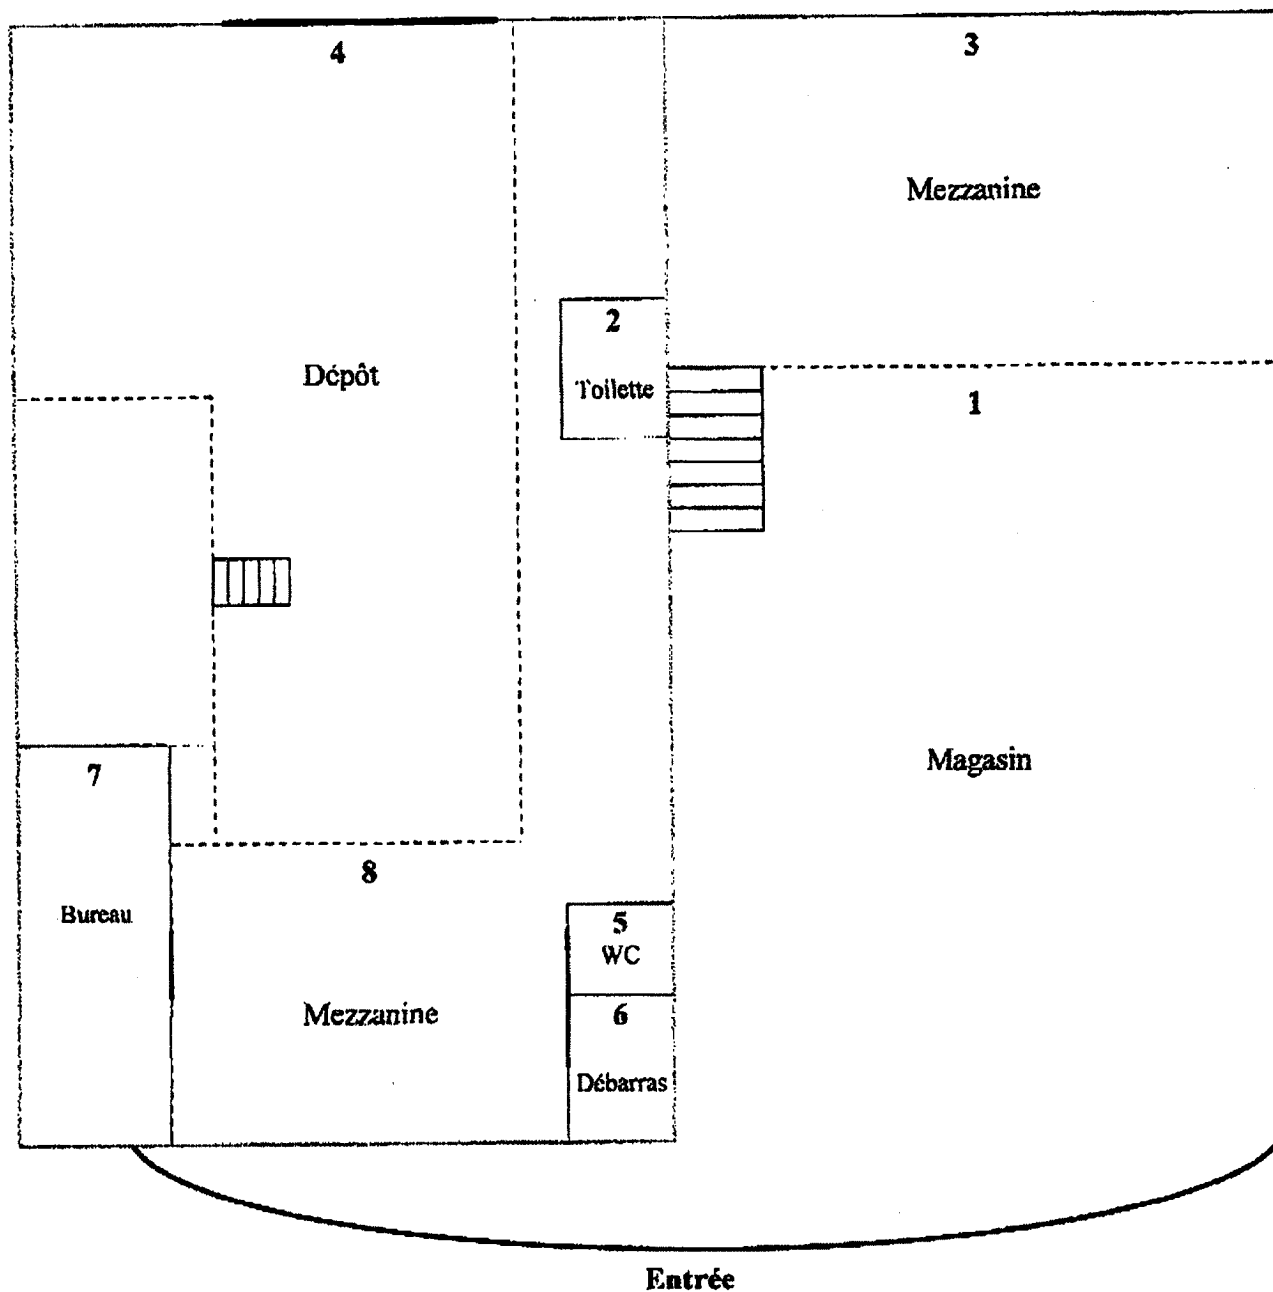 4
3
Mezzanine
2
Toilette
Dépôt
1
7
Bureau
Magasin
8
Mezzanine
5
WC
6
Débarras
Entrée